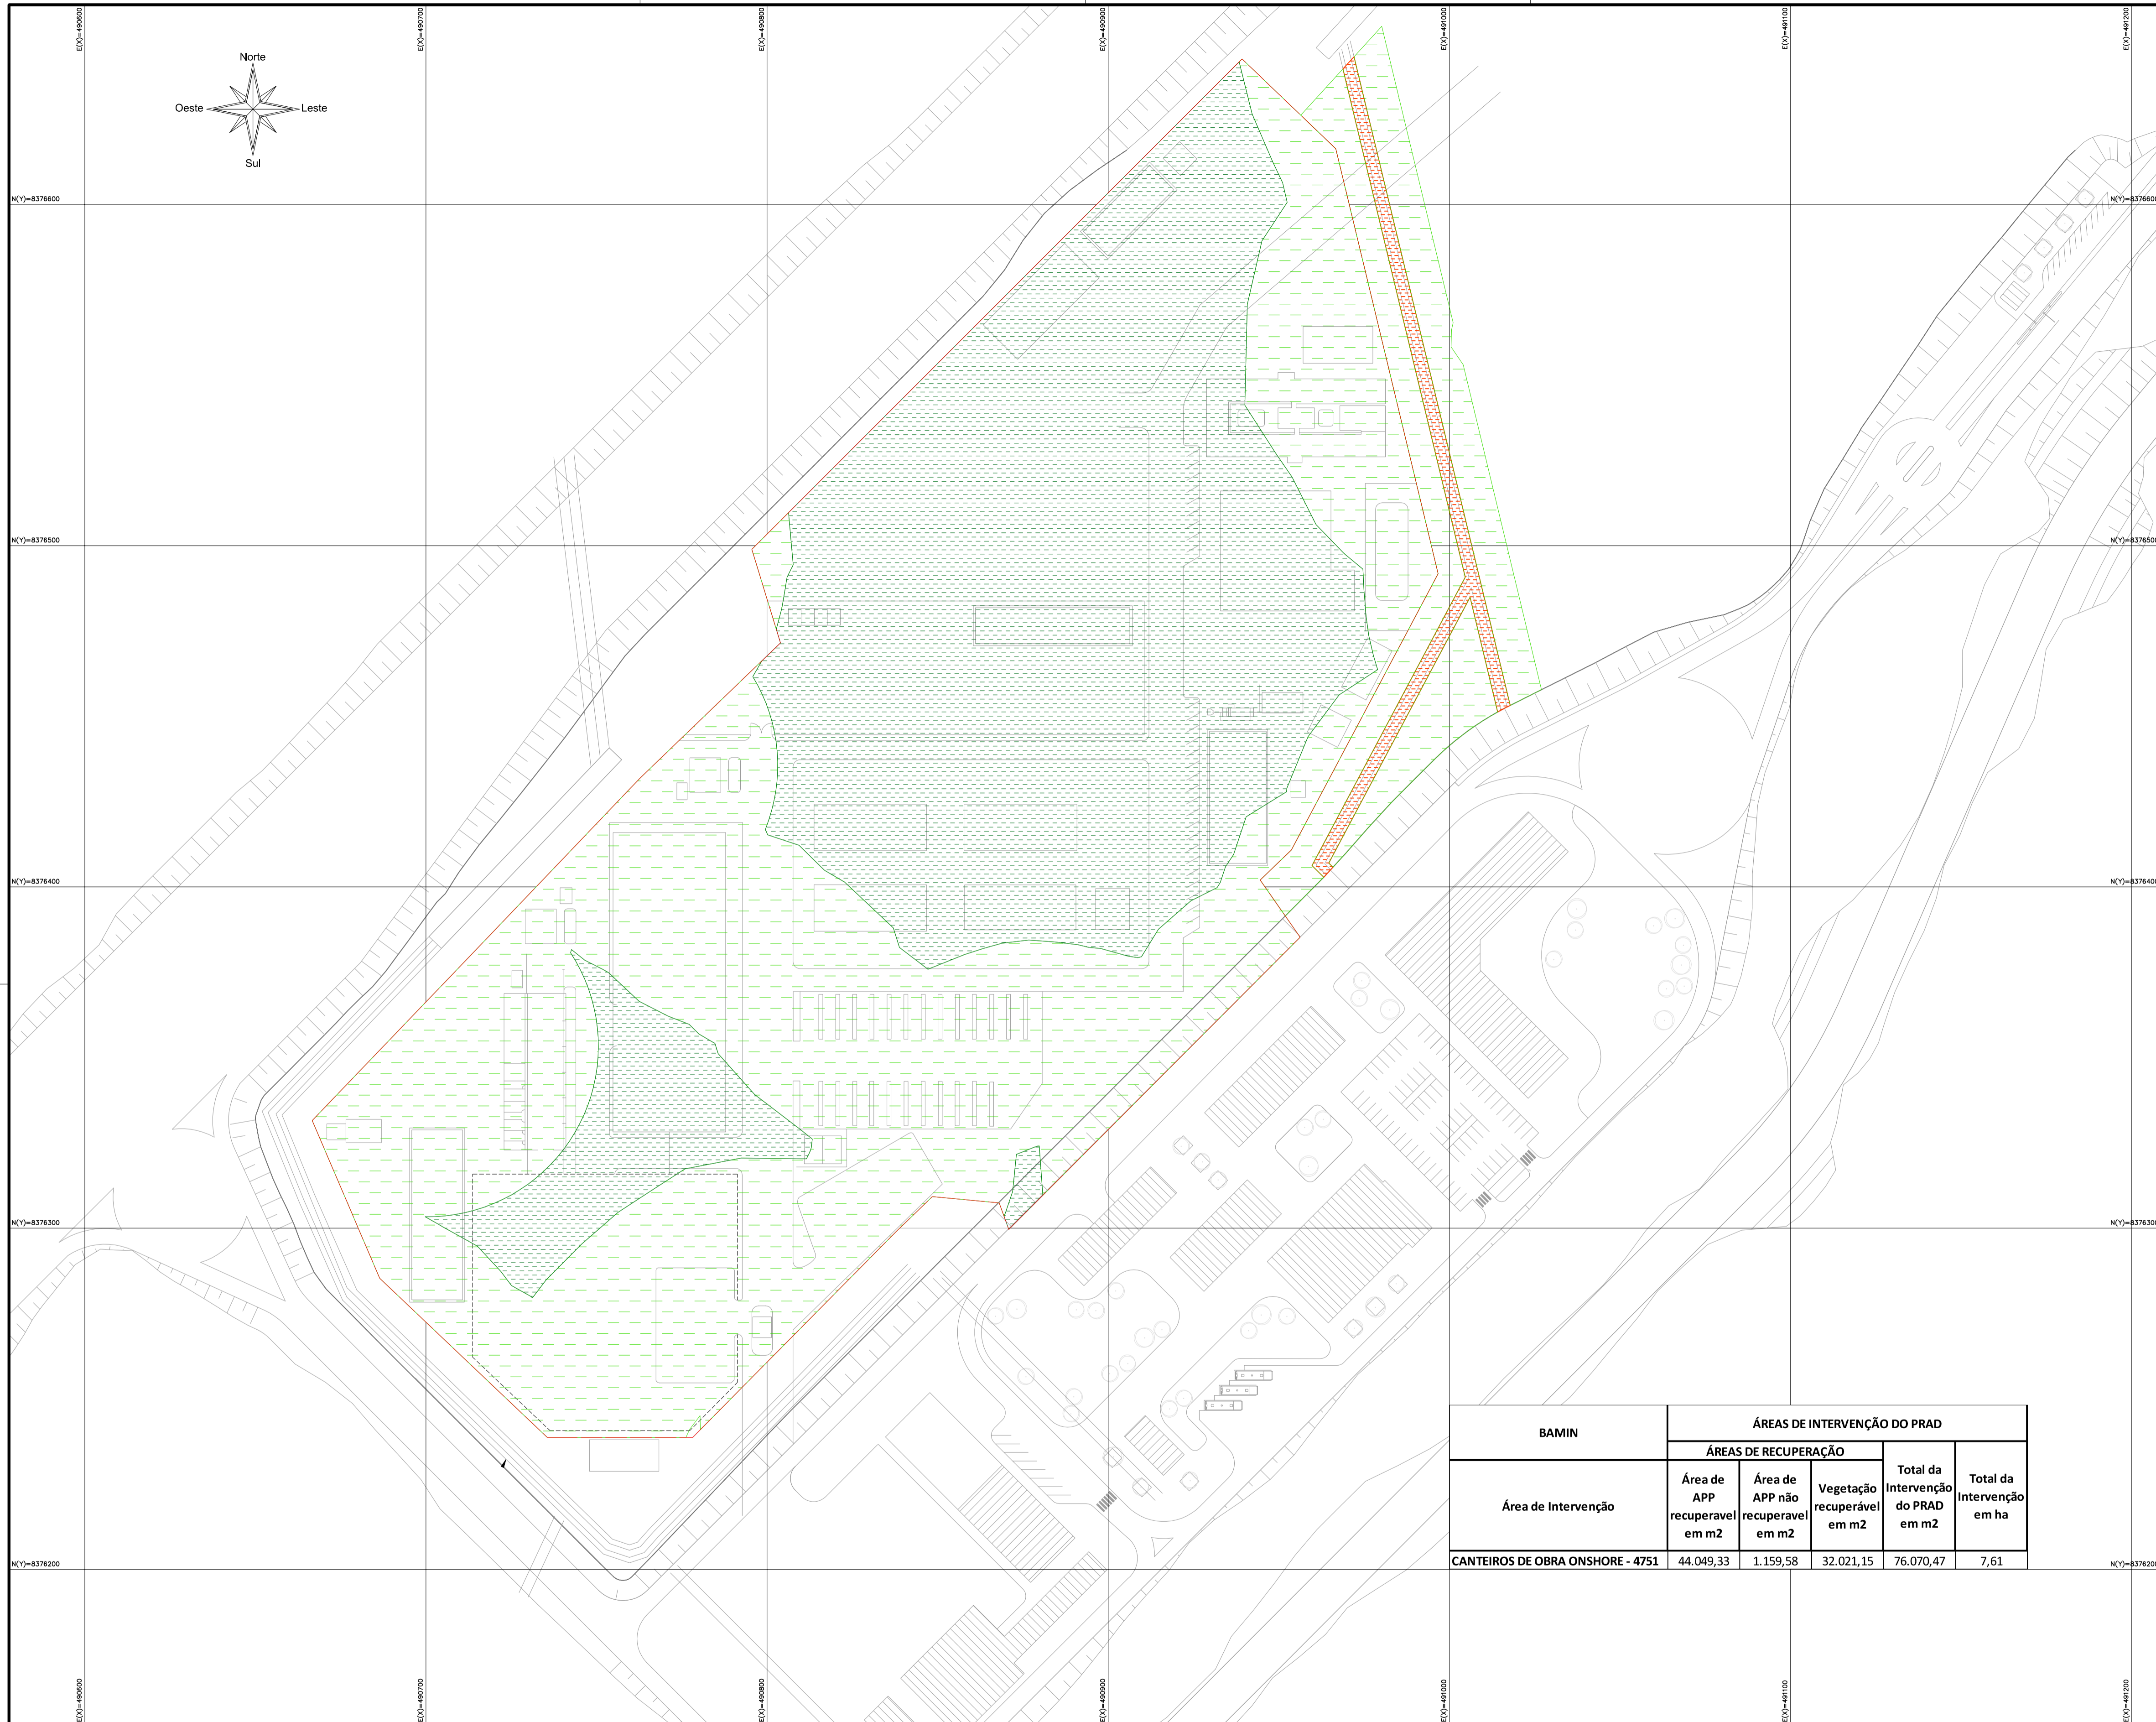 E(X)=490600
E(X)=490700
E(X)=490800
E(X)=490900
E(X)=491000
E(X)=491100
E(X)=491200
Norte
Oeste
Leste
Sul
N(Y)=8376600
N(Y)=8376600
N(Y)=8376500
N(Y)=8376500
N(Y)=8376400
N(Y)=8376400
N(Y)=8376300
N(Y)=8376300
BAMIN
ÁREAS DE INTERVENÇÃO DO PRAD
ÁREAS DE RECUPERAÇÃO
Área de Intervenção
Área de
APP
recuperavel
em m2
Área de
APP não
recuperavel
em m2
Vegetação
recuperável
em m2
Total da
Intervenção
do PRAD
em m2
Total da
Intervenção
em ha
CANTEIROS DE OBRA ONSHORE - 4751 44.049,33 1.159,58 32.021,15 76.070,47 7,61
N(Y)=8376200
N(Y)=8376200
E(X)=490600
E(X)=490700
E(X)=490800
E(X)=490900
E(X)=491000
E(X)=491100
E(X)=491200